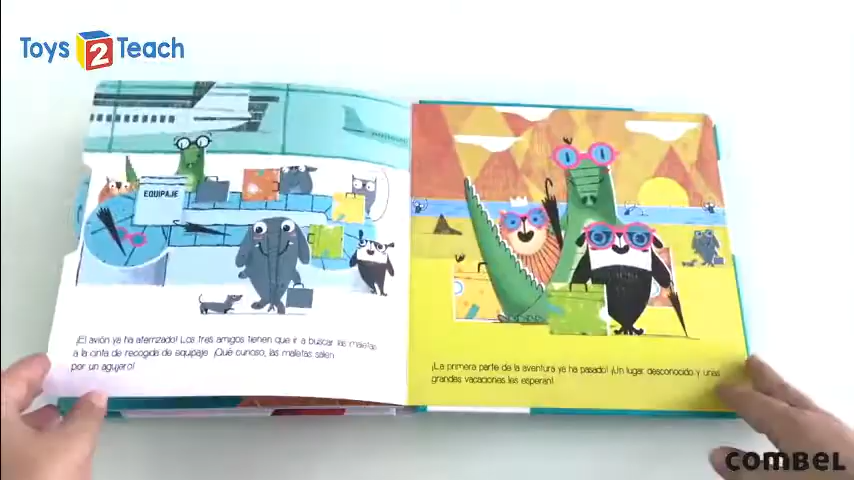 Toys 2 Teach
EQUIPAJE
¡El avión ya ha aterrizado! Los tres amigos tienen que ir a buscar las maletas
a la cinta de recogida de equipaje. ¡Qué curioso, las maletas salen
por un agujero!
¡La primera parte de la aventura ya ha pasado! ¡Un lugar desconocido y unas
grandes vacaciones les esperan!
COMBEL